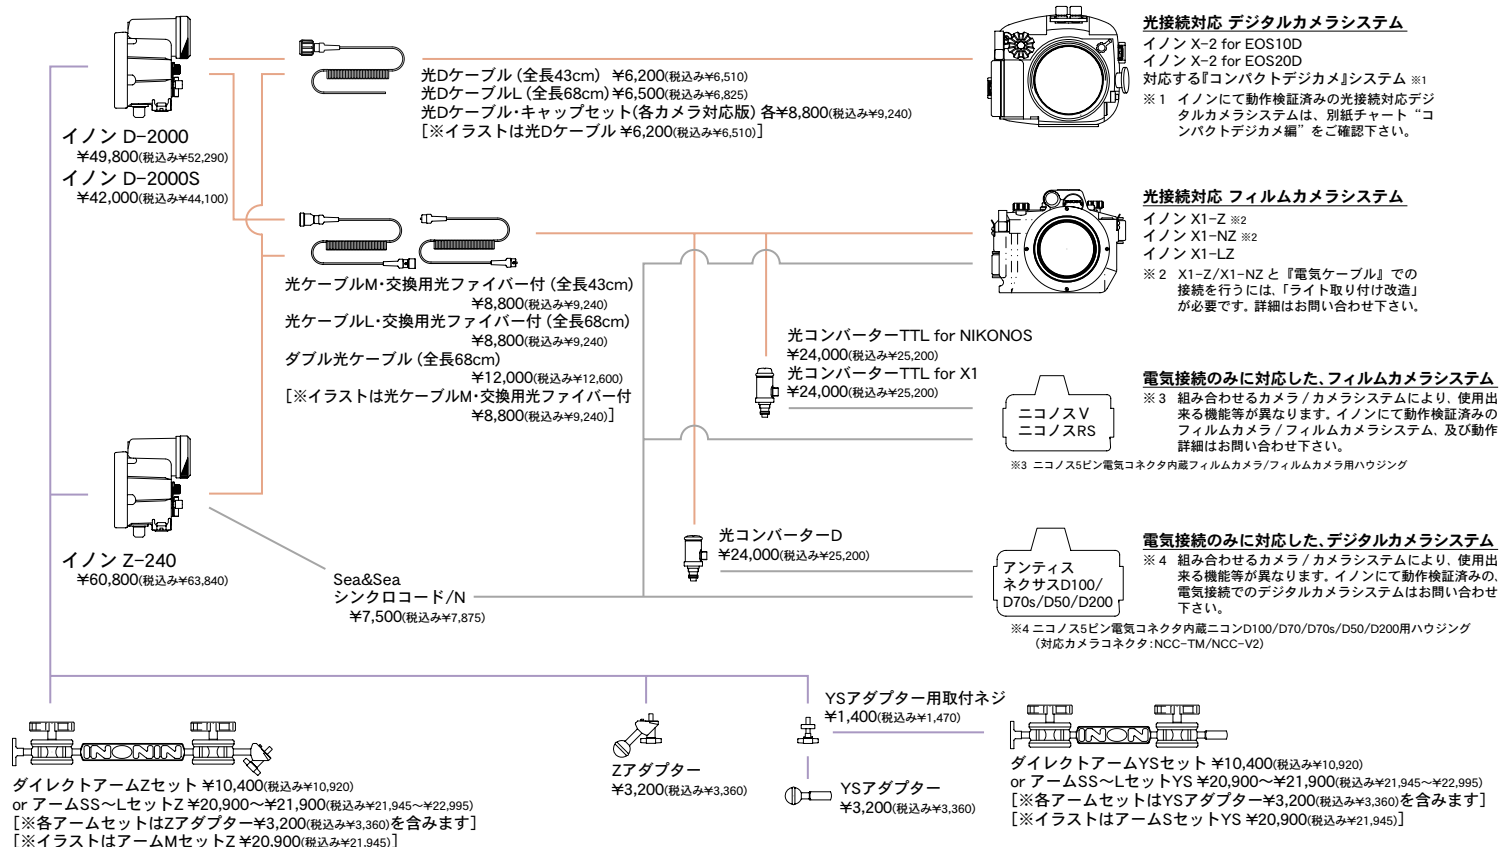 イノン D-2000
¥49,800(税込み¥52,290)
イノン D-2000S
¥42,000(税込み¥44,100)
光Dケーブル (全長43cm) ¥6,200(税込み¥6,510)
光DケーブルL (全長68cm)¥6,500(税込み¥6,825)
光Dケーブル・キャップセット(各カメラ対応版) 各¥8,800(税込み¥9,240)
[※イラストは光Dケーブル ¥6,200(税込み¥6,510)]
光接続対応 デジタルカメラシステム
イノン X-2 for EOS10D
イノン X-2 for EOS20D
対応する『コンパクトデジカメ』システム ※1
※1 イノンにて動作検証済みの光接続対応デジ
タルカメラシステムは、別紙チャート“コ
ンパクトデジカメ編”をご確認下さい。
光ケーブルM・交換用光ファイバー付 (全長43cm)
¥8,800(税込み¥9,240)
光ケーブルL・交換用光ファイバー付 (全長68cm)
¥8,800(税込み¥9,240)
ダブル光ケーブル (全長68cm)
¥12,000(税込み¥12,600)
[※イラストは光ケーブルM・交換用光ファイバー付
¥8,800(税込み¥9,240)]
光接続対応 フィルムカメラシステム
イノン X1-Z ※2
イノン X1-NZ ※2
イノン X1-LZ
※2 X1-Z/X1-NZ と『電気ケーブル』での
接続を行うには、「ライト取り付け改造」
が必要です。詳細はお問い合わせ下さい。
光コンバーターTTL for NIKONOS
¥24,000(税込み¥25,200)
光コンバーターTTL for X1
¥24,000(税込み¥25,200)
ニコノスV
ニコノスRS
電気接続のみに対応した、フィルムカメラシステム
※3 組み合わせるカメラ / カメラシステムにより、使用出
来る機能等が異なります。イノンにて動作検証済みの
フィルムカメラ / フィルムカメラシステム、及び動作
詳細はお問い合わせ下さい。
※3 ニコノス5ピン電気コネクタ内蔵フィルムカメラ/フィルムカメラ用ハウジング
イノン Z-240
¥60,800(税込み¥63,840)
Sea&Sea
シンクロコード/N
¥7,500(税込み¥7,875)
光コンバーターD
¥24,000(税込み¥25,200)
アンティス
ネクサスD100/
D70s/D50/D200
電気接続のみに対応した、デジタルカメラシステム
※4 組み合わせるカメラ / カメラシステムにより、使用出
来る機能等が異なります。イノンにて動作検証済みの、
電気接続でのデジタルカメラシステムはお問い合わせ
下さい。
※4 ニコノス5ピン電気コネクタ内蔵ニコンD100/D70/D70s/D50/D200用ハウジング
(対応カメラコネクタ:NCC-TM/NCC-V2)
INON
ダイレクトアームZセット ¥10,400(税込み¥10,920)
or アームSS～LセットZ ¥20,900～¥21,900(税込み¥21,945～¥22,995)
[※各アームセットはZアダプター¥3,200(税込み¥3,360)を含みます]
[※イラストはアームMセットZ ¥20,900(税込み¥21,945)]
Zアダプター
¥3,200(税込み¥3,360)
YSアダプター用取付ネジ
¥1,400(税込み¥1,470)
YSアダプター
¥3,200(税込み¥3,360)
INON
ダイレクトアームYSセット ¥10,400(税込み¥10,920)
or アームSS～LセットYS ¥20,900～¥21,900(税込み¥21,945～¥22,995)
[※各アームセットはYSアダプター¥3,200(税込み¥3,360)を含みます]
[※イラストはアームSセットYS ¥20,900(税込み¥21,945)]